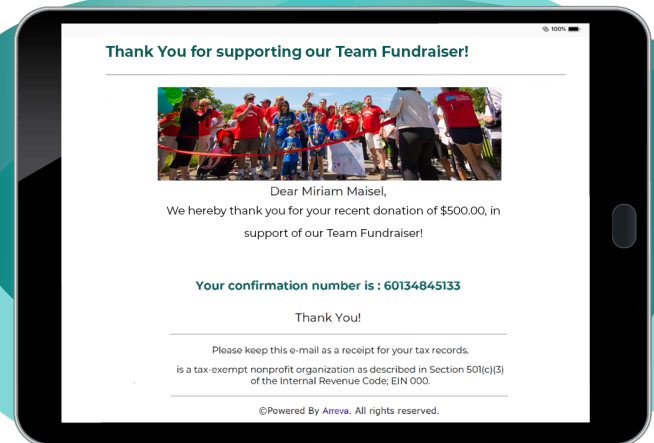 100%
Thank You for supporting our Team Fundraiser!
Dear Miriam Maisel,
We hereby thank you for your recent donation of $500.00, in
support of our Team Fundraiser!
Your confirmation number is : 60134845133
Thank You!
Please keep this e-mail as a receipt for your tax records.
is a tax-exempt nonprofit organization as described in Section 501(c)(3)
of the Internal Revenue Code; EIN 000.
©Powered By Arreva. All rights reserved.